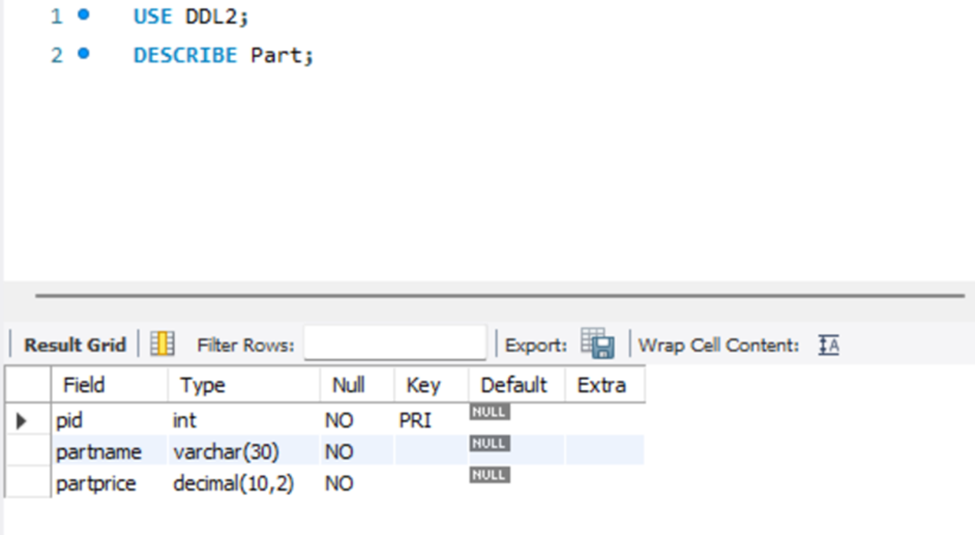 1 USE DDL2;
2 DESCRIBE Part;
Result Grid Filter Rows: Export: Wrap Cell Content: IA
Field Type Null Key Default Extra
pid int NO PRI NULL
partname varchar(30) NO NULL
partprice decimal(10,2) NO NULL